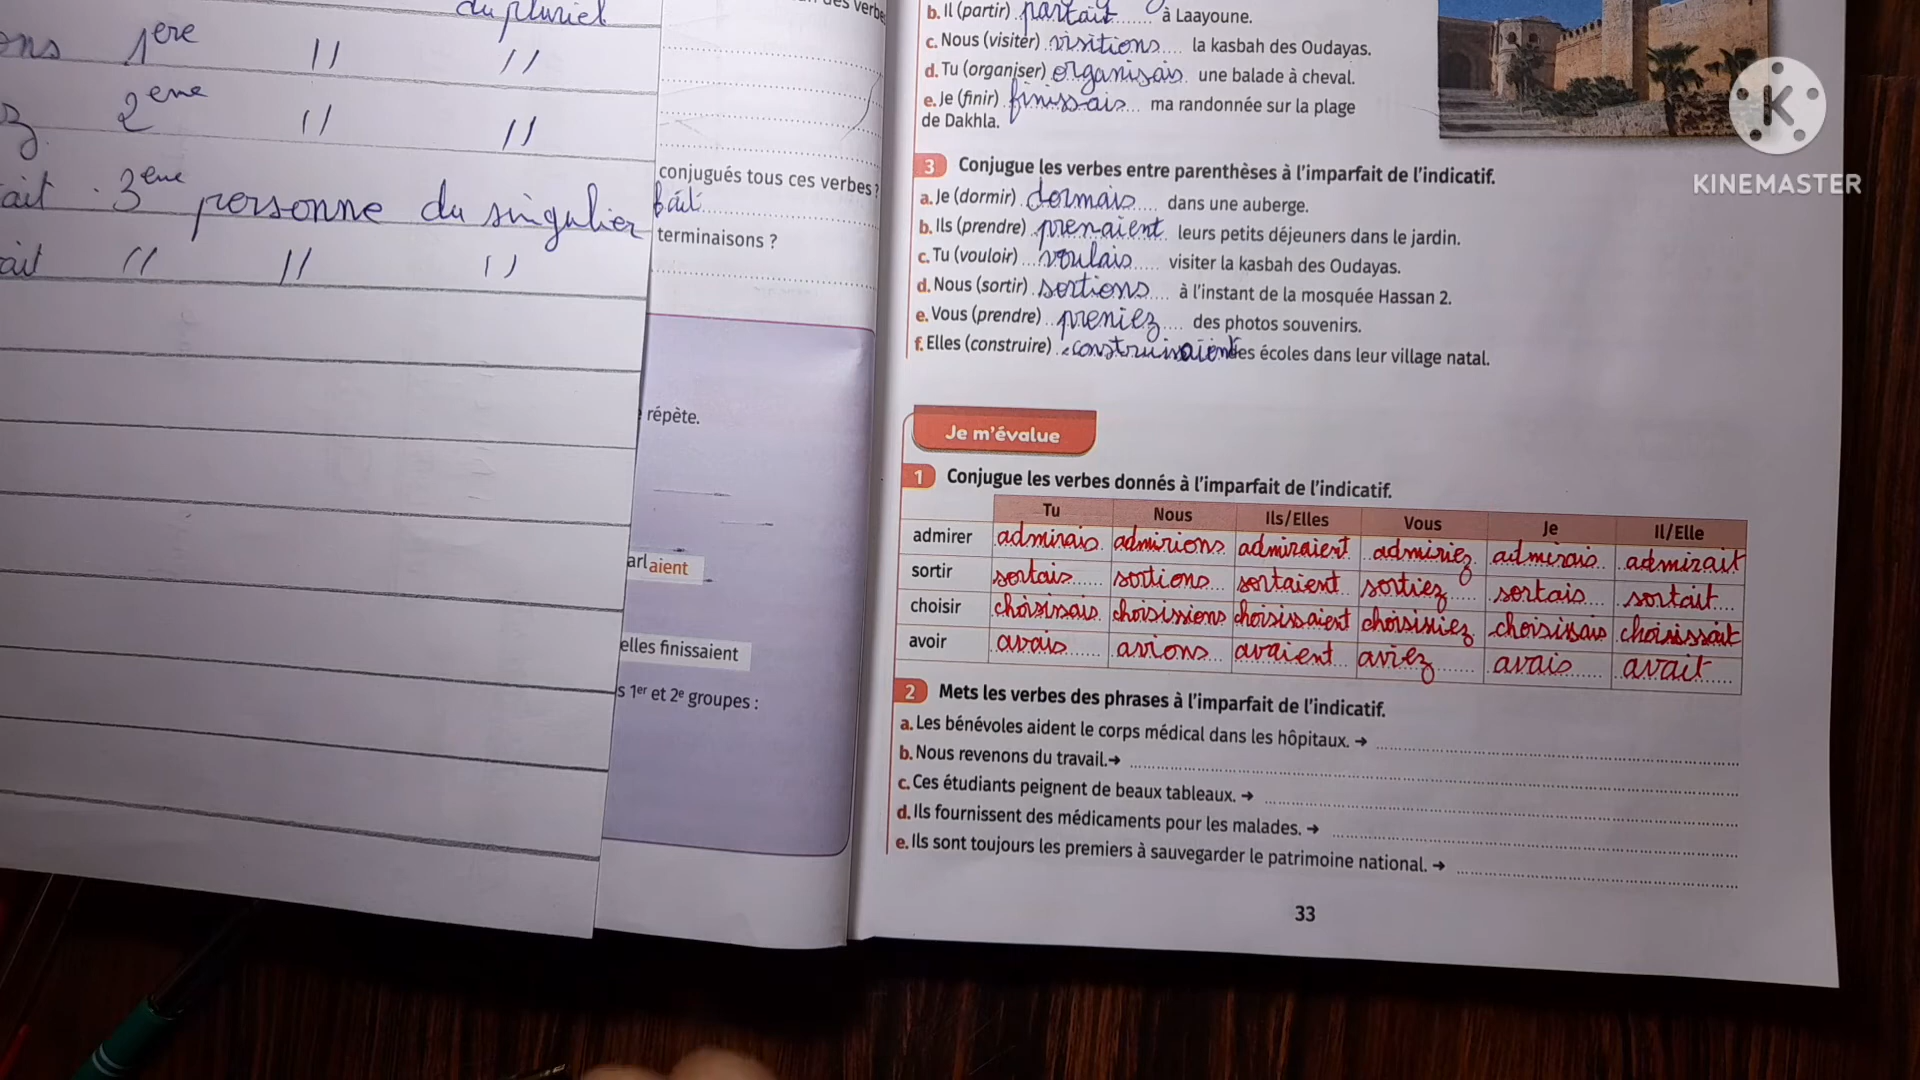 du pluriel
ons 1ere // //
z 2eme // //
ait . 3eme personne du singulier
ait // // //
des verbes
conjugués tous ces verbes ?
fait
terminaisons ?
répète.
arlaient
elles finissaient
s 1er et 2e groupes :
b. Il (partir) partait à Laayoune.
c. Nous (visiter) visitions la kasbah des Oudayas.
d. Tu (organiser) organisais une balade à cheval.
e. Je (finir) finissais ma randonnée sur la plage
de Dakhla.
KINEMASTER
3 Conjugue les verbes entre parenthèses à l'imparfait de l'indicatif.
a. Je (dormir) dormais dans une auberge.
b. Ils (prendre) prenaient leurs petits déjeuners dans le jardin.
c. Tu (vouloir) voulais visiter la kasbah des Oudayas.
d. Nous (sortir) sortions à l'instant de la mosquée Hassan 2.
e. Vous (prendre) preniez des photos souvenirs.
f. Elles (construire) construisaient des écoles dans leur village natal.
Je m'évalue
1 Conjugue les verbes donnés à l'imparfait de l'indicatif.
Tu Nous Ils/Elles Vous Je Il/Elle
admirer admirais admirions admiraient admiriez admirais admirait
sortir sortais sortions sortaient sortiez sortais sortait
choisir choisissais choisissions choisissaient choisissiez choisissais choisissait
avoir avais avions avaient aviez avais avait
2 Mets les verbes des phrases à l'imparfait de l'indicatif.
a. Les bénévoles aident le corps médical dans les hôpitaux. →
b. Nous revenons du travail. →
c. Ces étudiants peignent de beaux tableaux. →
d. Ils fournissent des médicaments pour les malades. →
e. Ils sont toujours les premiers à sauvegarder le patrimoine national. →
33